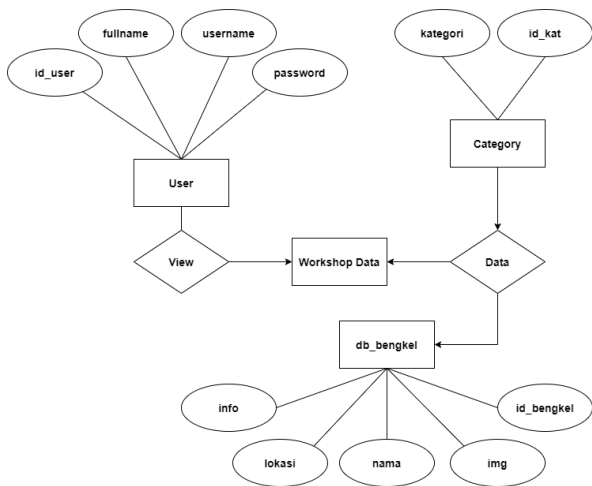 fullname
username
kategori
id_kat
id_user
password
Category
User
View
Workshop Data
Data
db_bengkel
info
id_bengkel
lokasi
nama
img